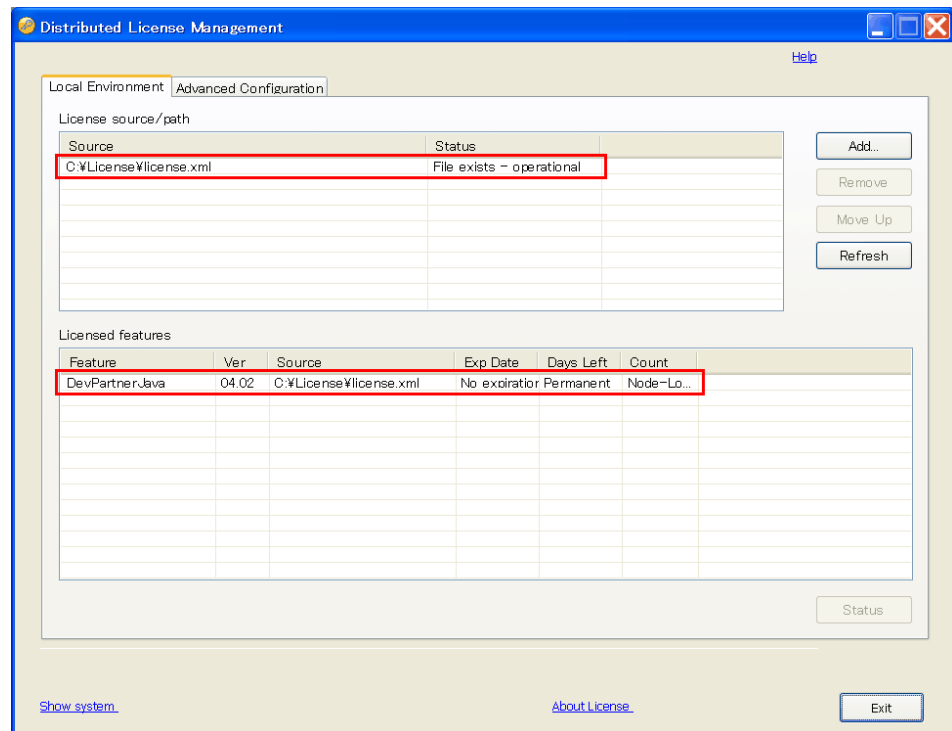 Distributed License Management
Help
Local Environment Advanced Configuration
License source/path
Source Status
C:¥License¥license.xml File exists - operational
Add...
Remove
Move Up
Refresh
Licensed features
Feature Ver Source Exp Date Days Left Count
DevPartnerJava 04.02 C:¥License¥license.xml No expiration Permanent Node-Lo...
Status
Show system About License Exit